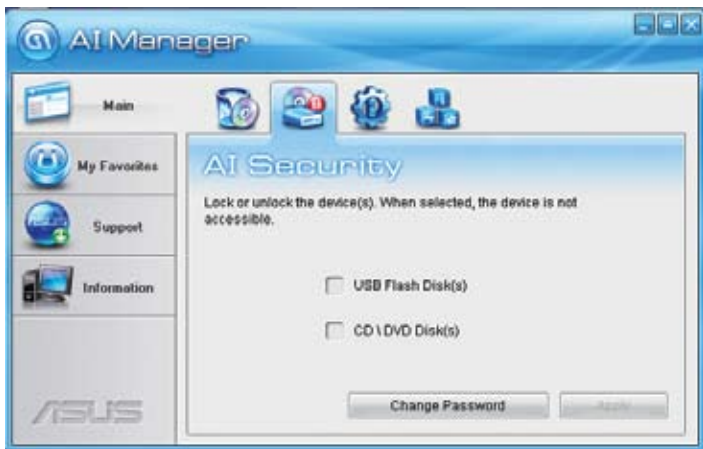 AI Manager
Main
My Favorites
Support
Information
AI Security
Lock or unlock the device(s). When selected, the device is not
accessible.
USB Flash Disk(s)
CD \ DVD Disk(s)
Change Password
Apply
ASUS